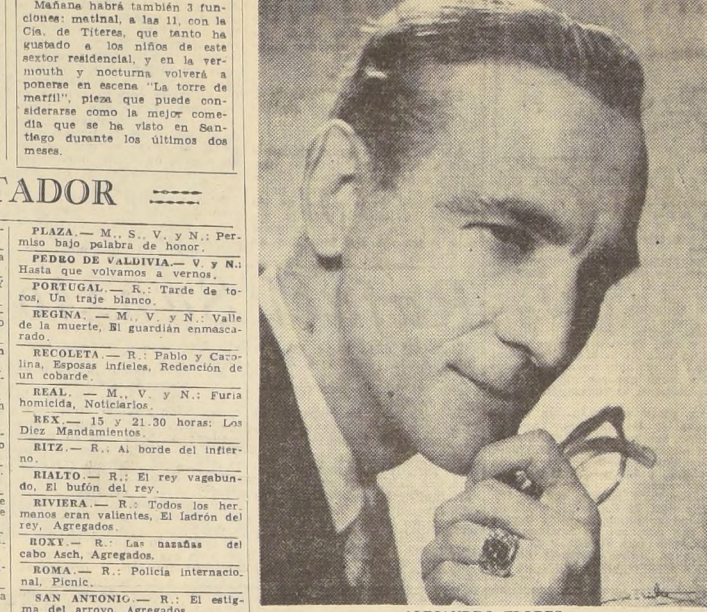 Mañana habrá también 3 fun-
ciones: matinal, a las 11, con la
Cía. de Títeres, que tanto ha
gustado a los niños de este
sextor residencial, y en la ver-
mouth y nocturna volverá a
ponerse en escena "La torre de
marfil", pieza que puede con-
siderarse como la mejor come-
dia que se ha visto en San-
tiago durante los últimos dos
meses.
TADOR
PLAZA.— M., S., V. y N.: Per-
miso bajo palabra de honor.
PEDRO DE VALDIVIA.— V. y N.:
Hasta que volvamos a vernos.
PORTUGAL.— R.: Tarde de to-
ros, Un traje blanco.
REGINA. — M., V. y N.: Valle
de la muerte, El guardián enmasca-
rado.
RECOLETA.— R.: Pablo y Caro-
lina, Esposas infieles, Redención de
un cobarde.
REAL. — M., V. y N.: Furia
homicida, Noticiarios.
REX.— 15 y 21.30 horas: Los
Diez Mandamientos.
RITZ.— R.: Al borde del infier-
no.
RIALTO.— R.: El rey vagabun-
do, El bufón del rey.
RIVIERA.— R.: Todos los her.
manos eran valientes, El ladrón del
rey, Agregados.
ROXY.— R.: Las hazañas del
cabo Asch, Agregados.
ROMA.— R.: Policía internacio.
nal, Picnic.
SAN ANTONIO.— R.: El estig-
ma del arroyo, Agregados